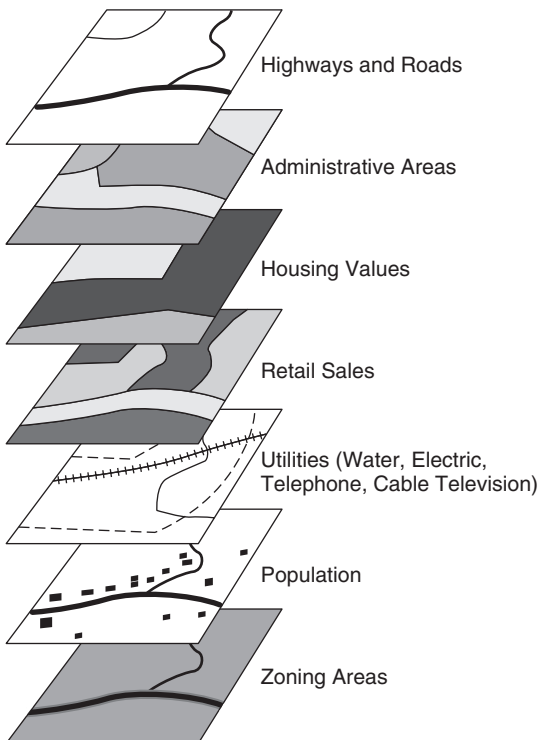 Highways and Roads
Administrative Areas
Housing Values
Retail Sales
Utilities (Water, Electric,
Telephone, Cable Television)
Population
Zoning Areas